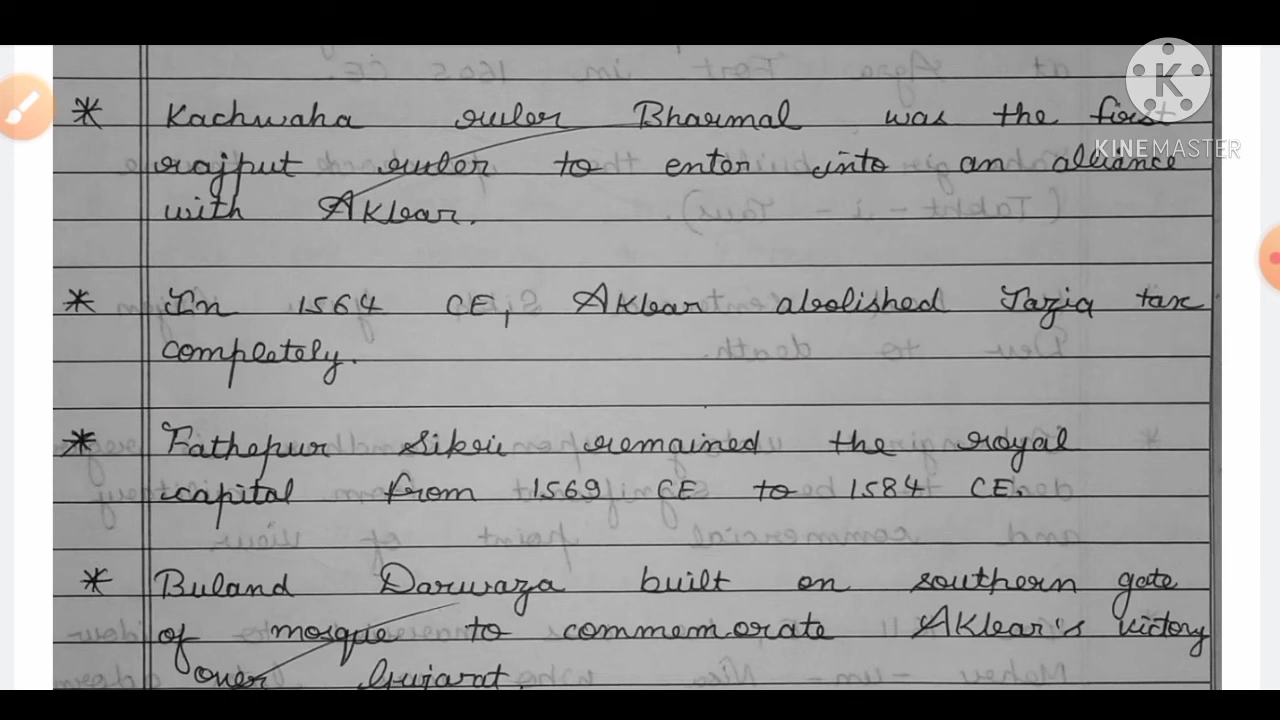 * Kachwaha ruler Bharmal was the first
rajput ruler to enter into an alliance
with Akbar.
* In 1564 CE, Akbar abolished Jazia tax
completely.
* Fathepur Sikri remained the royal
capital from 1569 CE to 1584 CE.
* Buland Darwaza built on southern gate
of mosque to commemorate Akbar's victory
over Gujarat.
K
KINEMASTER